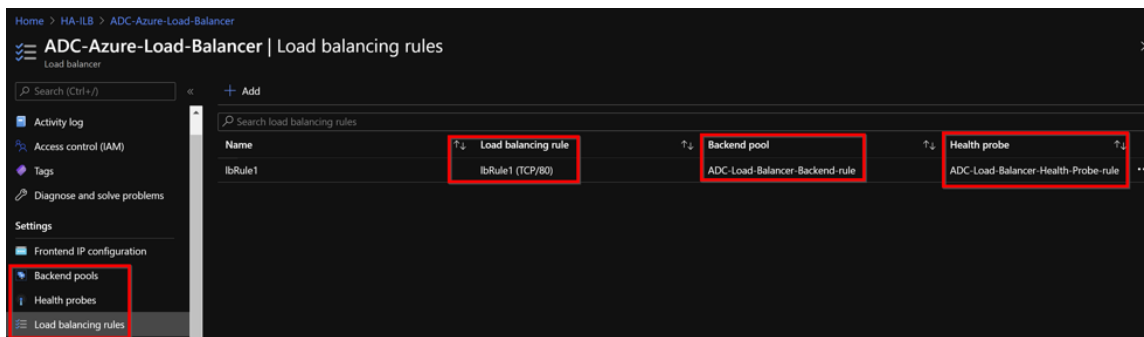 Home > HA-ILB > ADC-Azure-Load-Balancer
ADC-Azure-Load-Balancer | Load balancing rules
Load balancer
Search (Ctrl+/)
«
+ Add
Activity log
Access control (IAM)
Tags
Diagnose and solve problems
Settings
Frontend IP configuration
Backend pools
Health probes
Load balancing rules
Search load balancing rules
Name ↑↓ Load balancing rule ↑↓ Backend pool ↑↓ Health probe ↑↓
lbRule1 lbRule1 (TCP/80) ADC-Load-Balancer-Backend-rule ADC-Load-Balancer-Health-Probe-rule